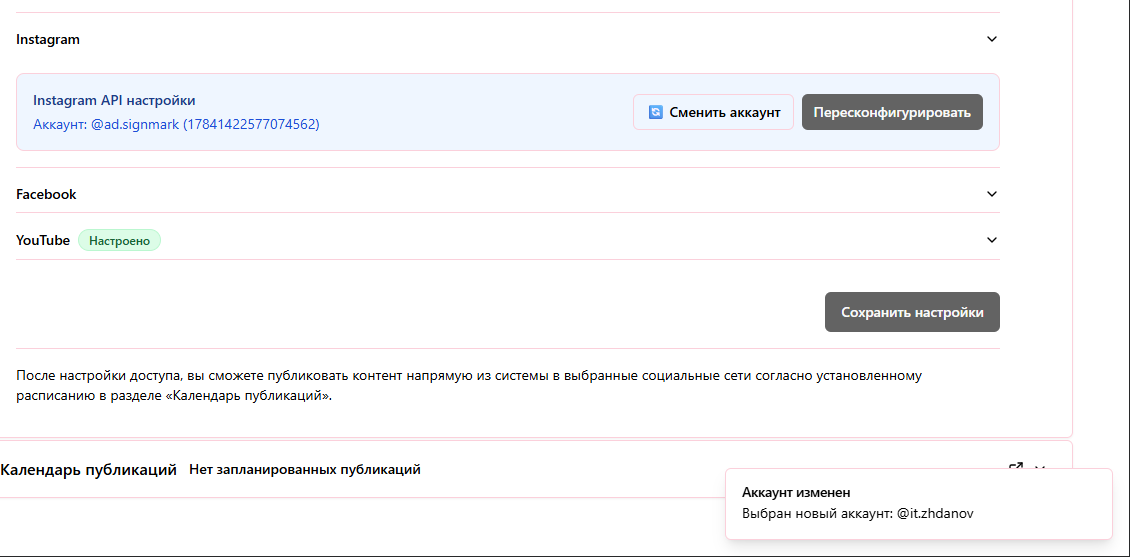 Instagram
Instagram API настройки
Аккаунт: @ad.signmark (17841422577074562)
Сменить аккаунт
Пересконфигурировать
Facebook
YouTube Настроено
Сохранить настройки
После настройки доступа, вы сможете публиковать контент напрямую из системы в выбранные социальные сети согласно установленному
расписанию в разделе «Календарь публикаций».
Календарь публикаций Нет запланированных публикаций
Аккаунт изменен
Выбран новый аккаунт: @it.zhdanov